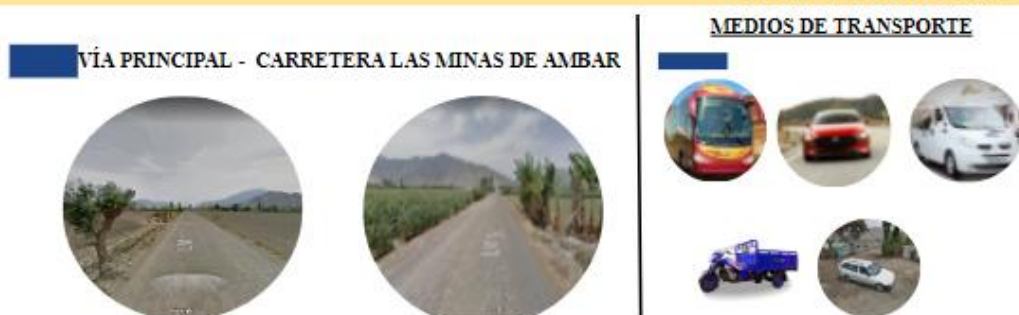 VÍA PRINCIPAL - CARRETERA LAS MINAS DE AMBAR
MEDIOS DE TRANSPORTE